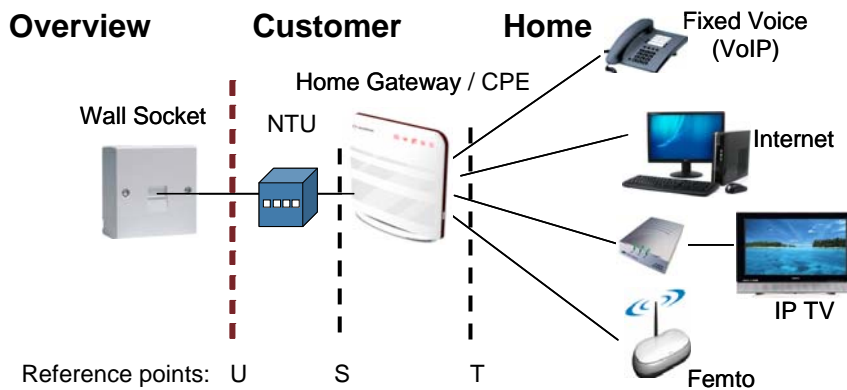 Overview Customer Home
Fixed Voice
(VoIP)
Home Gateway / CPE
Wall Socket
NTU
Internet
IP TV
Femto
Reference points: U S T